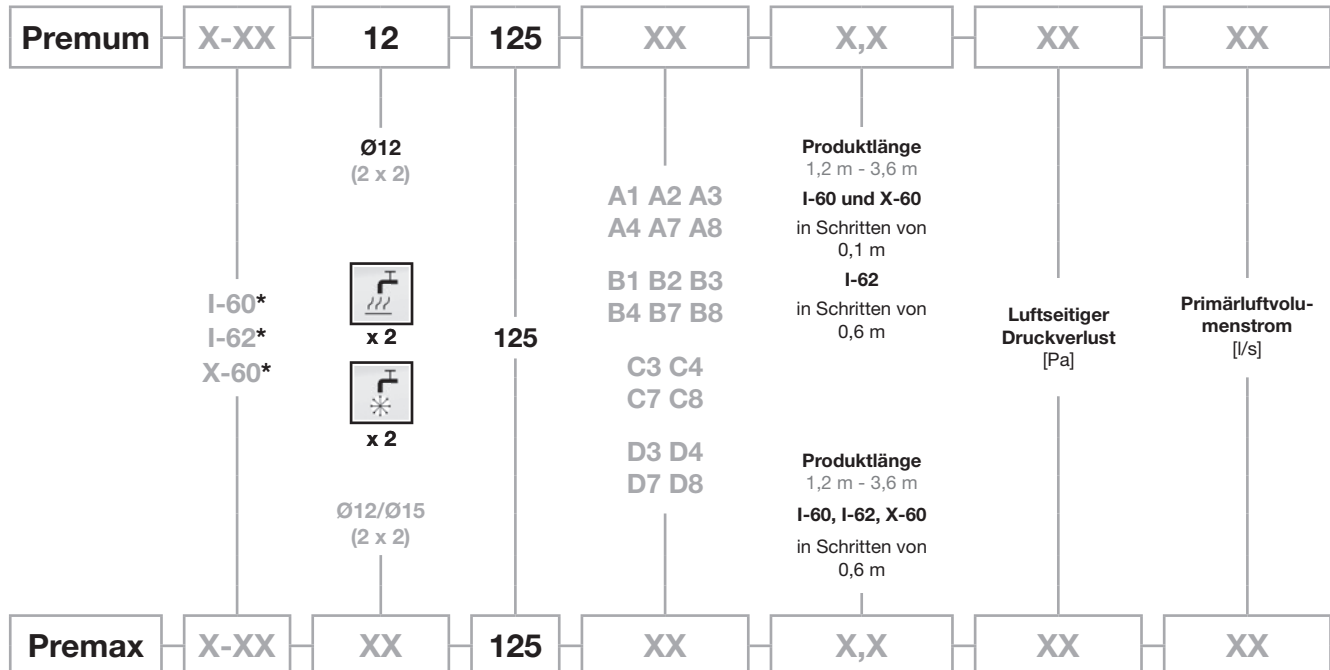 Premum X-XX 12 125 XX X,X XX XX
Ø12
(2 x 2)
x 2
x 2
Ø12/Ø15
(2 x 2)
I-60*
I-62*
X-60*
125
A1 A2 A3
A4 A7 A8
B1 B2 B3
B4 B7 B8
C3 C4
C7 C8
D3 D4
D7 D8
Produktlänge
1,2 m - 3,6 m
I-60 und X-60
in Schritten von
0,1 m
I-62
in Schritten von
0,6 m
Produktlänge
1,2 m - 3,6 m
I-60, I-62, X-60
in Schritten von
0,6 m
Luftseitiger
Druckverlust
[Pa]
Primärluftvolu-
menstrom
[l/s]
Premax X-XX XX 125 XX X,X XX XX